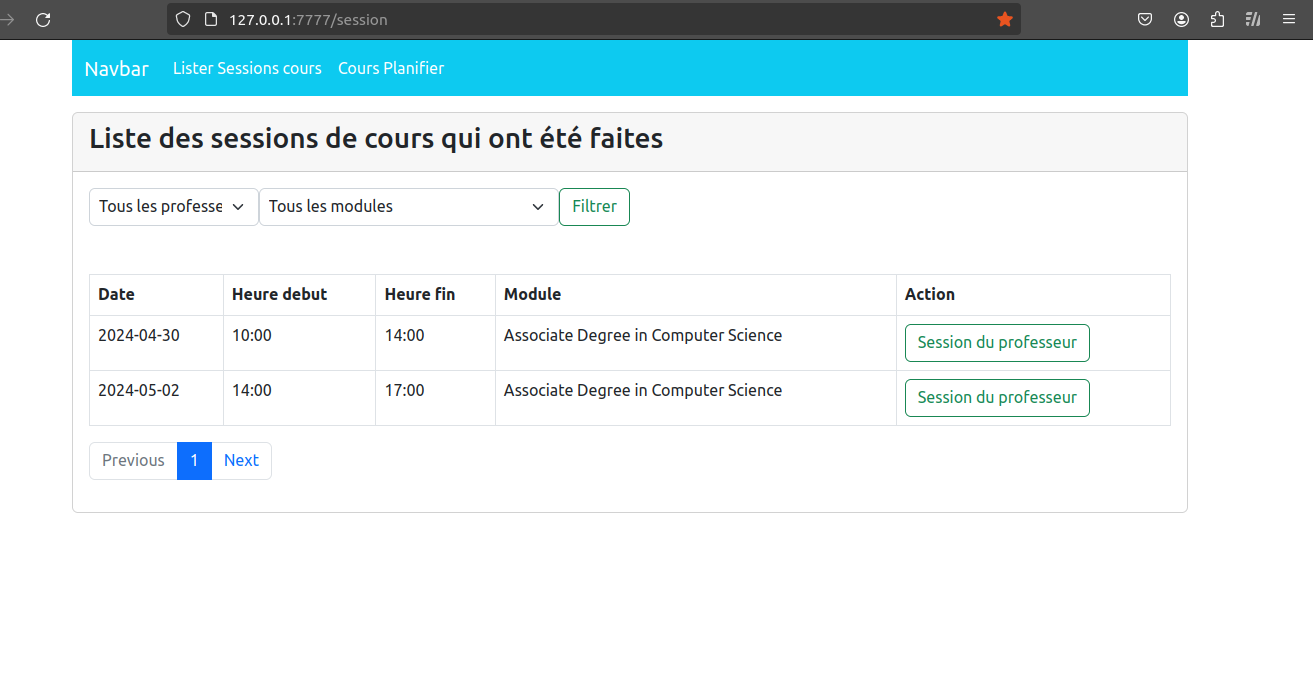 127.0.0.1:7777/session
Navbar Lister Sessions cours Cours Planifier
Liste des sessions de cours qui ont été faites
Tous les professe Tous les modules Filtrer
Date Heure debut Heure fin Module Action
2024-04-30 10:00 14:00 Associate Degree in Computer Science Session du professeur
2024-05-02 14:00 17:00 Associate Degree in Computer Science Session du professeur
Previous 1 Next